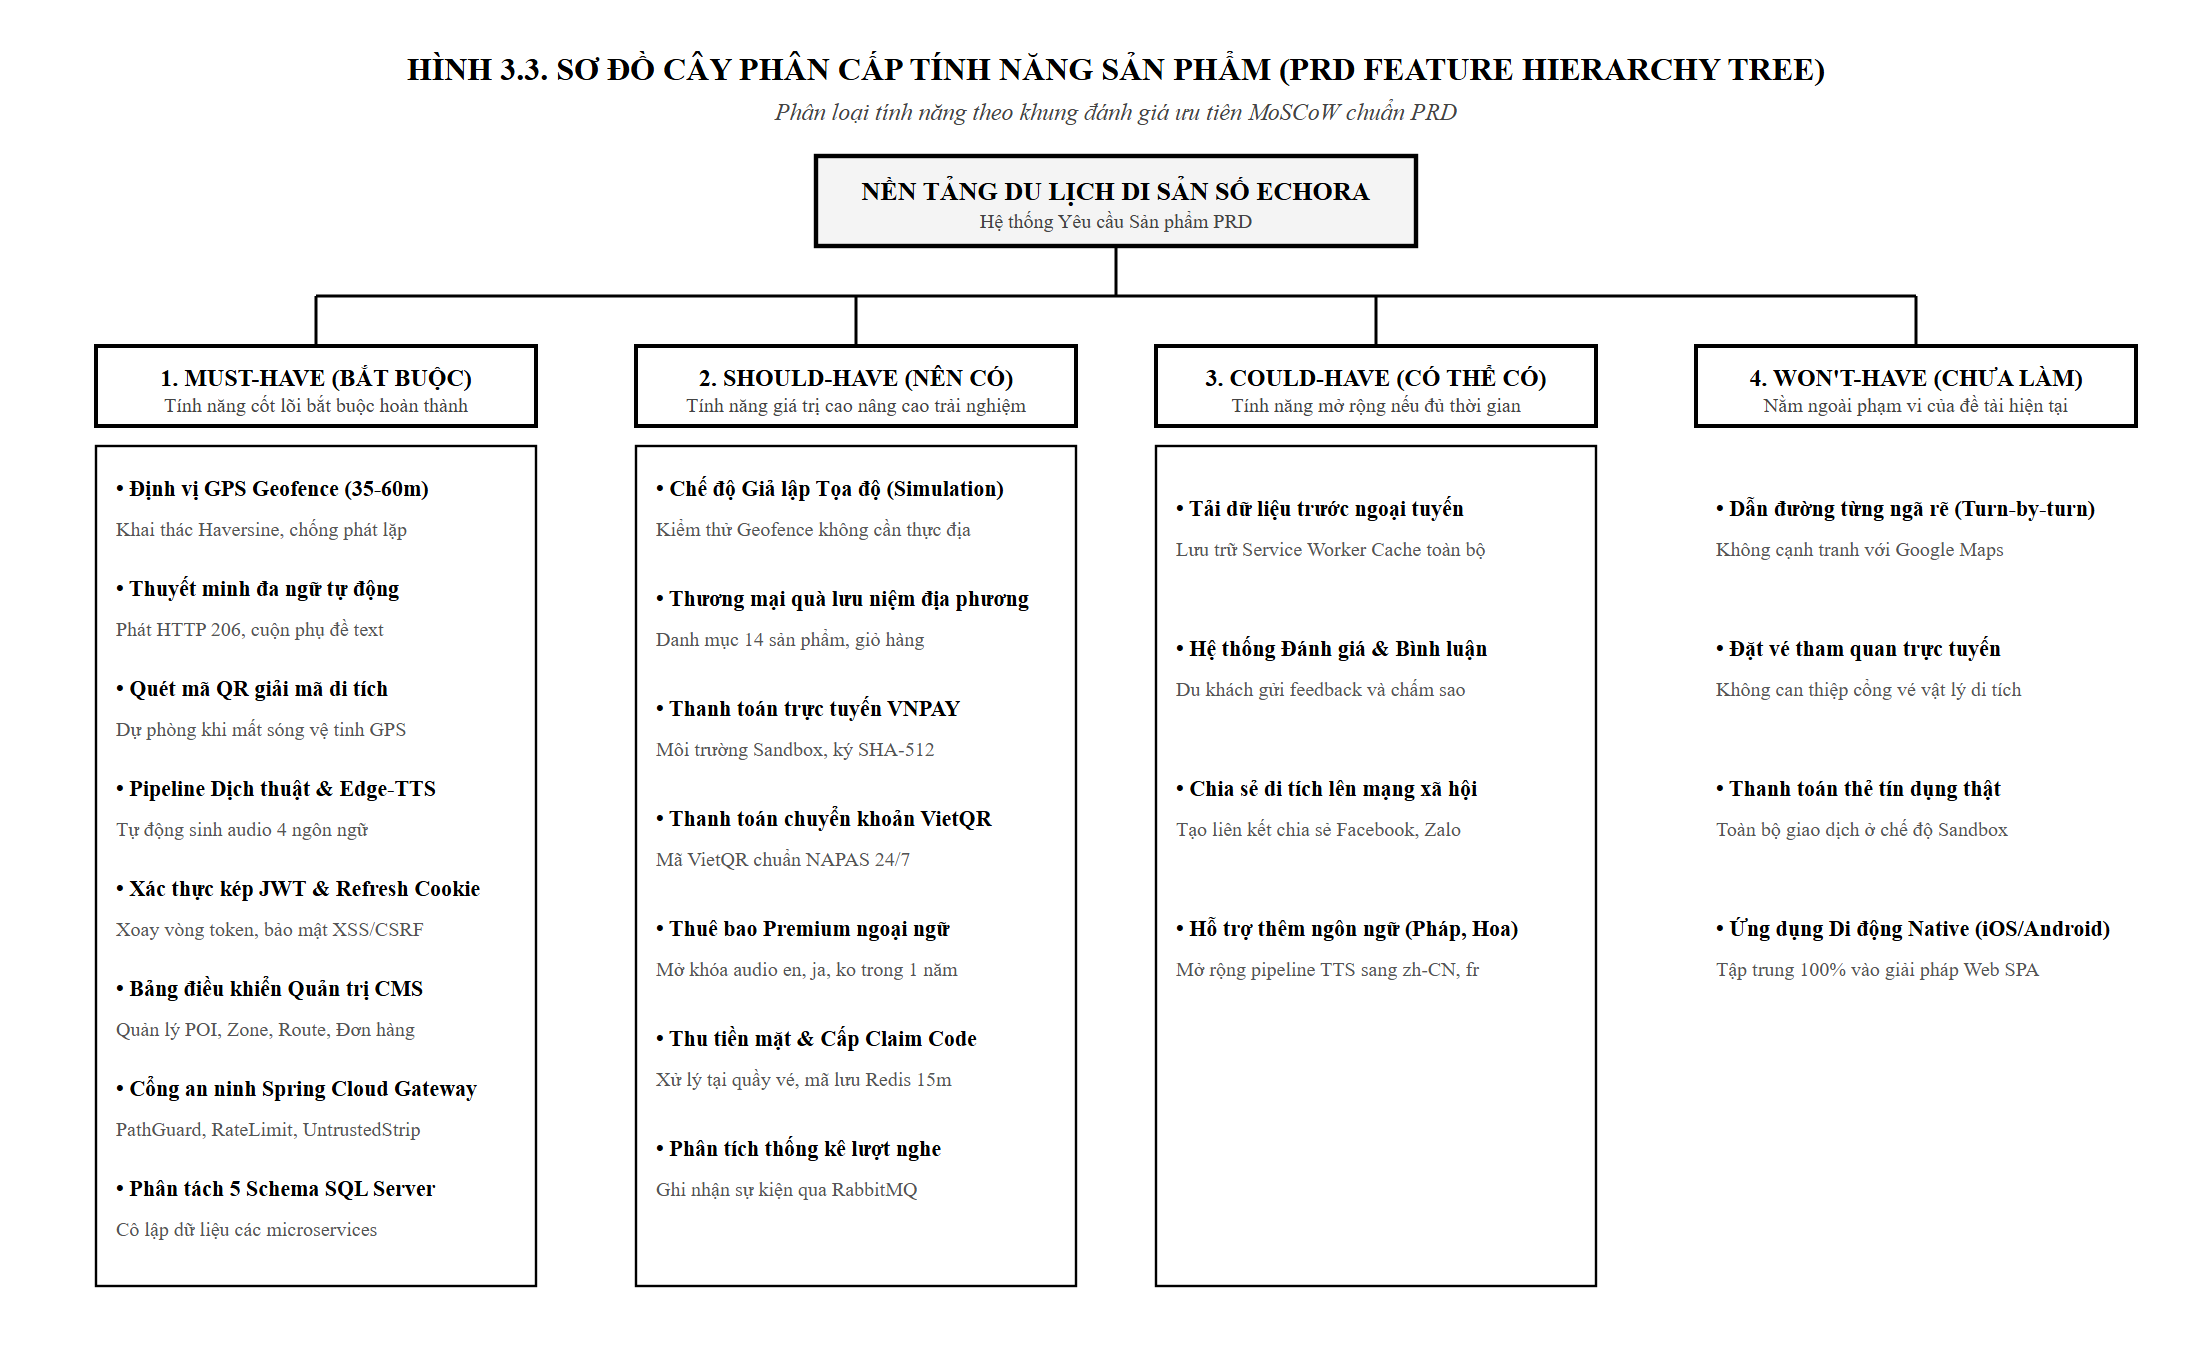 HÌNH 3.3. SƠ ĐỒ CÂY PHÂN CẤP TÍNH NĂNG SẢN PHẨM (PRD FEATURE HIERARCHY TREE)
Phân loại tính năng theo khung đánh giá ưu tiên MoSCoW chuẩn PRD
NỀN TẢNG DU LỊCH DI SẢN SỐ ECHORA
Hệ thống Yêu cầu Sản phẩm PRD
1. MUST-HAVE (BẮT BUỘC)
Tính năng cốt lõi bắt buộc hoàn thành
• Định vị GPS Geofence (35-60m)
Khai thác Haversine, chống phát lặp
• Thuyết minh đa ngữ tự động
Phát HTTP 206, cuộn phụ đề text
• Quét mã QR giải mã di tích
Dự phòng khi mất sóng vệ tinh GPS
• Pipeline Dịch thuật & Edge-TTS
Tự động sinh audio 4 ngôn ngữ
• Xác thực kép JWT & Refresh Cookie
Xoay vòng token, bảo mật XSS/CSRF
• Bảng điều khiển Quản trị CMS
Quản lý POI, Zone, Route, Đơn hàng
• Cổng an ninh Spring Cloud Gateway
PathGuard, RateLimit, UntrustedStrip
• Phân tách 5 Schema SQL Server
Cô lập dữ liệu các microservices
2. SHOULD-HAVE (NÊN CÓ)
Tính năng giá trị cao nâng cao trải nghiệm
• Chế độ Giả lập Tọa độ (Simulation)
Kiểm thử Geofence không cần thực địa
• Thương mại quà lưu niệm địa phương
Danh mục 14 sản phẩm, giỏ hàng
• Thanh toán trực tuyến VNPAY
Môi trường Sandbox, ký SHA-512
• Thanh toán chuyển khoản VietQR
Mã VietQR chuẩn NAPAS 24/7
• Thuê bao Premium ngoại ngữ
Mở khóa audio en, ja, ko trong 1 năm
• Thu tiền mặt & Cấp Claim Code
Xử lý tại quầy vé, mã lưu Redis 15m
• Phân tích thống kê lượt nghe
Ghi nhận sự kiện qua RabbitMQ
3. COULD-HAVE (CÓ THỂ CÓ)
Tính năng mở rộng nếu đủ thời gian
• Tải dữ liệu trước ngoại tuyến
Lưu trữ Service Worker Cache toàn bộ
• Hệ thống Đánh giá & Bình luận
Du khách gửi feedback và chấm sao
• Chia sẻ di tích lên mạng xã hội
Tạo liên kết chia sẻ Facebook, Zalo
• Hỗ trợ thêm ngôn ngữ (Pháp, Hoa)
Mở rộng pipeline TTS sang zh-CN, fr
4. WON'T-HAVE (CHƯA LÀM)
Nằm ngoài phạm vi của đề tài hiện tại
• Dẫn đường từng ngã rẽ (Turn-by-turn)
Không cạnh tranh với Google Maps
• Đặt vé tham quan trực tuyến
Không can thiệp cổng vé vật lý di tích
• Thanh toán thẻ tín dụng thật
Toàn bộ giao dịch ở chế độ Sandbox
• Ứng dụng Di động Native (iOS/Android)
Tập trung 100% vào giải pháp Web SPA